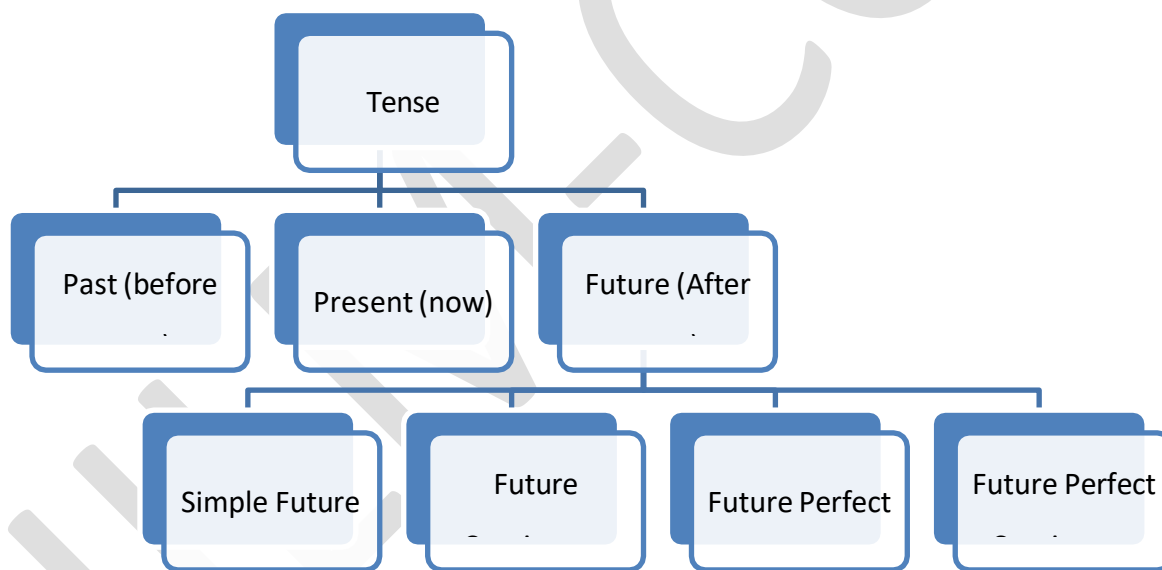 Tense
Past (before
Present (now)
Future (After
Simple Future
Future
Future Perfect
Future Perfect